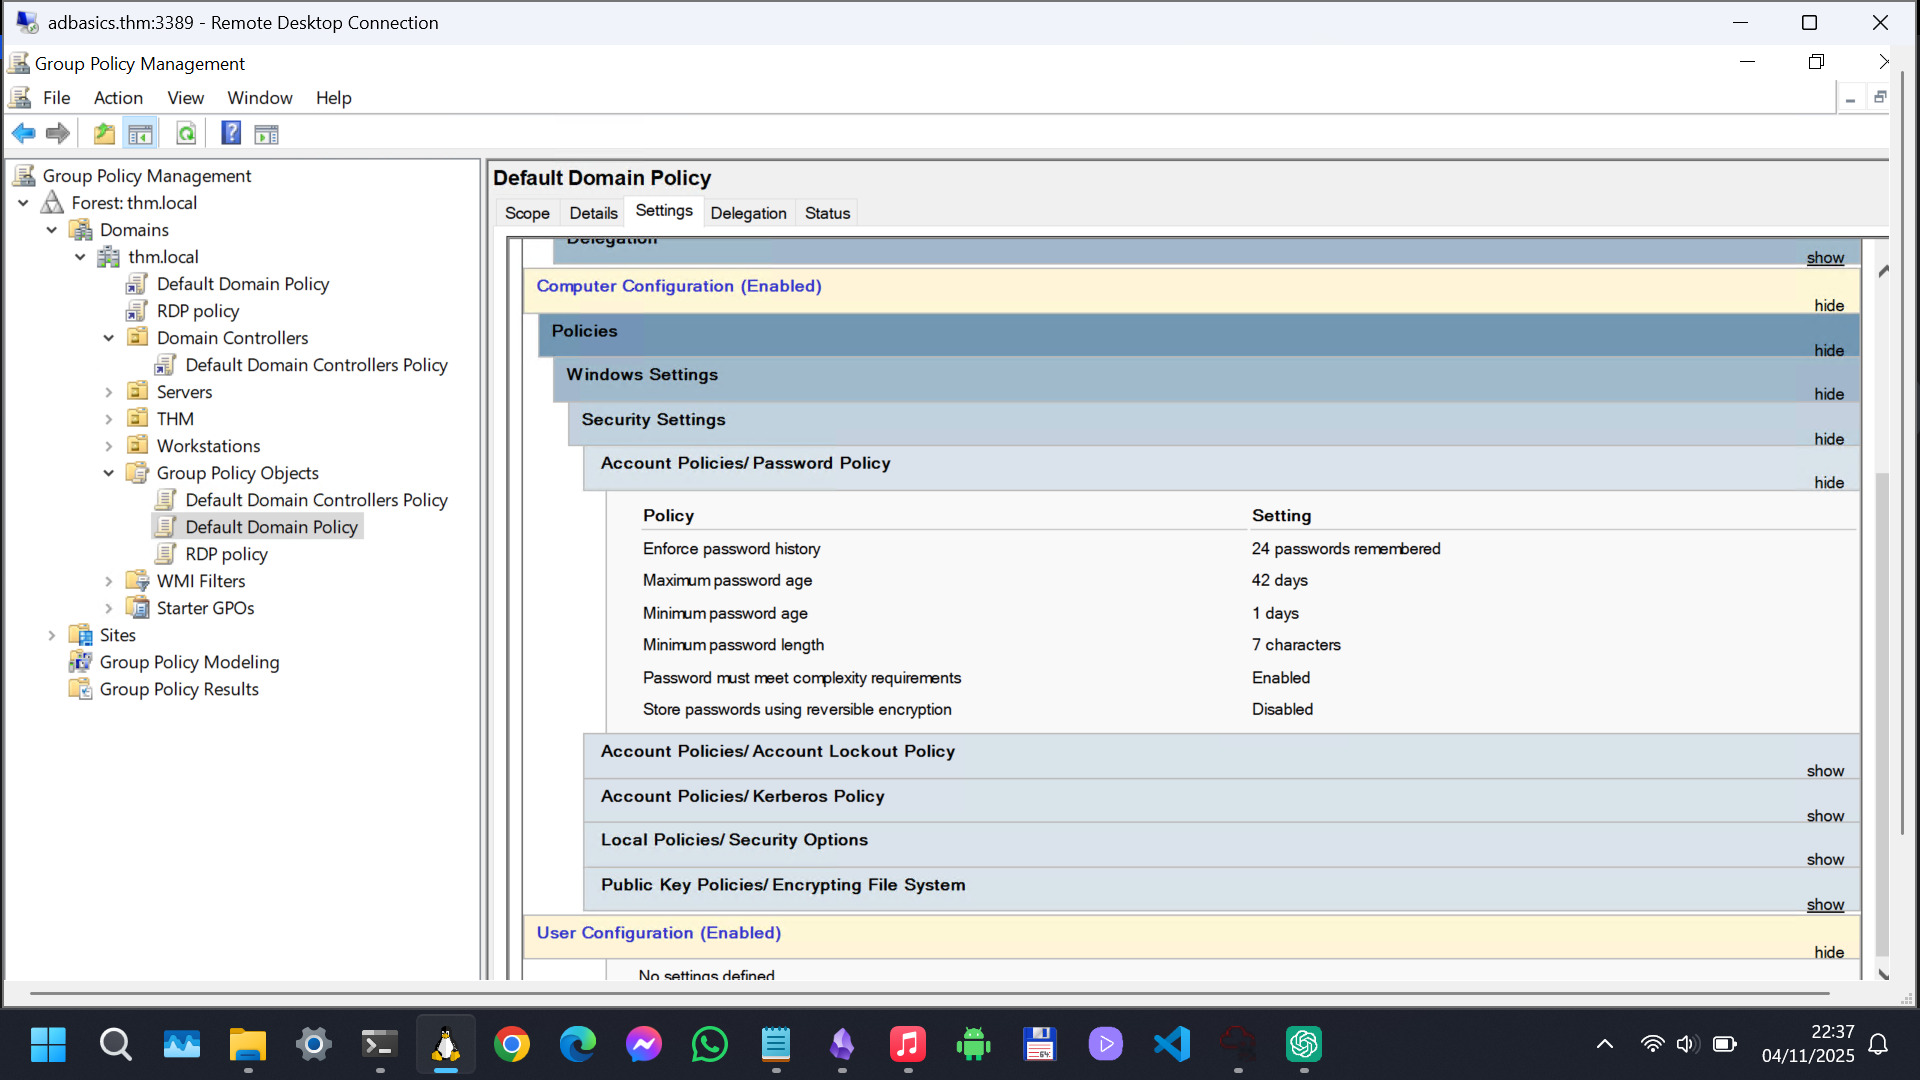 adbasics.thm:3389 - Remote Desktop Connection
Group Policy Management
File Action View Window Help
Group Policy Management
Forest: thm.local
Domains
thm.local
Default Domain Policy
RDP policy
Domain Controllers
Default Domain Controllers Policy
Servers
THM
Workstations
Group Policy Objects
Default Domain Controllers Policy
Default Domain Policy
RDP policy
WMI Filters
Starter GPOs
Sites
Group Policy Modeling
Group Policy Results
Default Domain Policy
Scope Details Settings Delegation Status
Delegation
show
Computer Configuration (Enabled)
hide
Policies
hide
Windows Settings
hide
Security Settings
hide
Account Policies/Password Policy
hide
Policy Setting
Enforce password history 24 passwords remembered
Maximum password age 42 days
Minimum password age 1 days
Minimum password length 7 characters
Password must meet complexity requirements Enabled
Store passwords using reversible encryption Disabled
Account Policies/Account Lockout Policy
show
Account Policies/Kerberos Policy
show
Local Policies/Security Options
show
Public Key Policies/Encrypting File System
show
User Configuration (Enabled)
hide
No settings defined
64
22:37
04/11/2025